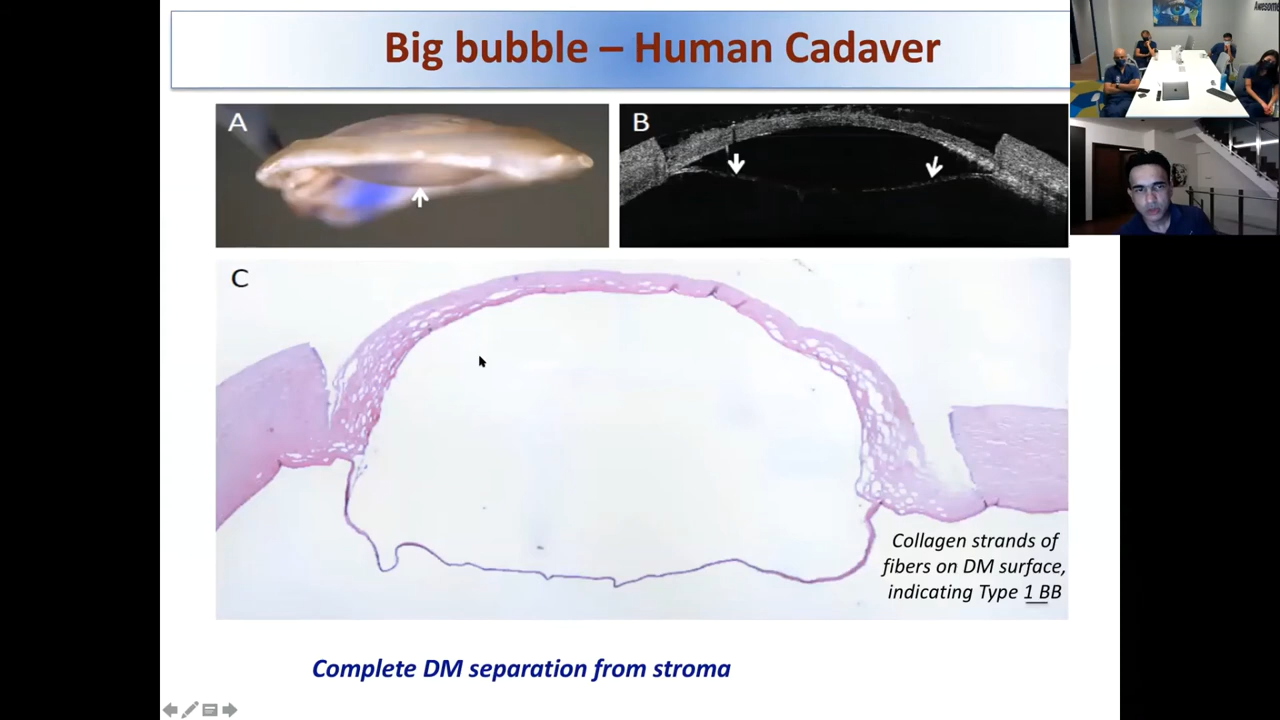 Big bubble – Human Cadaver
Awesome
A
B
C
Collagen strands of
fibers on DM surface,
indicating Type 1 BB
Complete DM separation from stroma